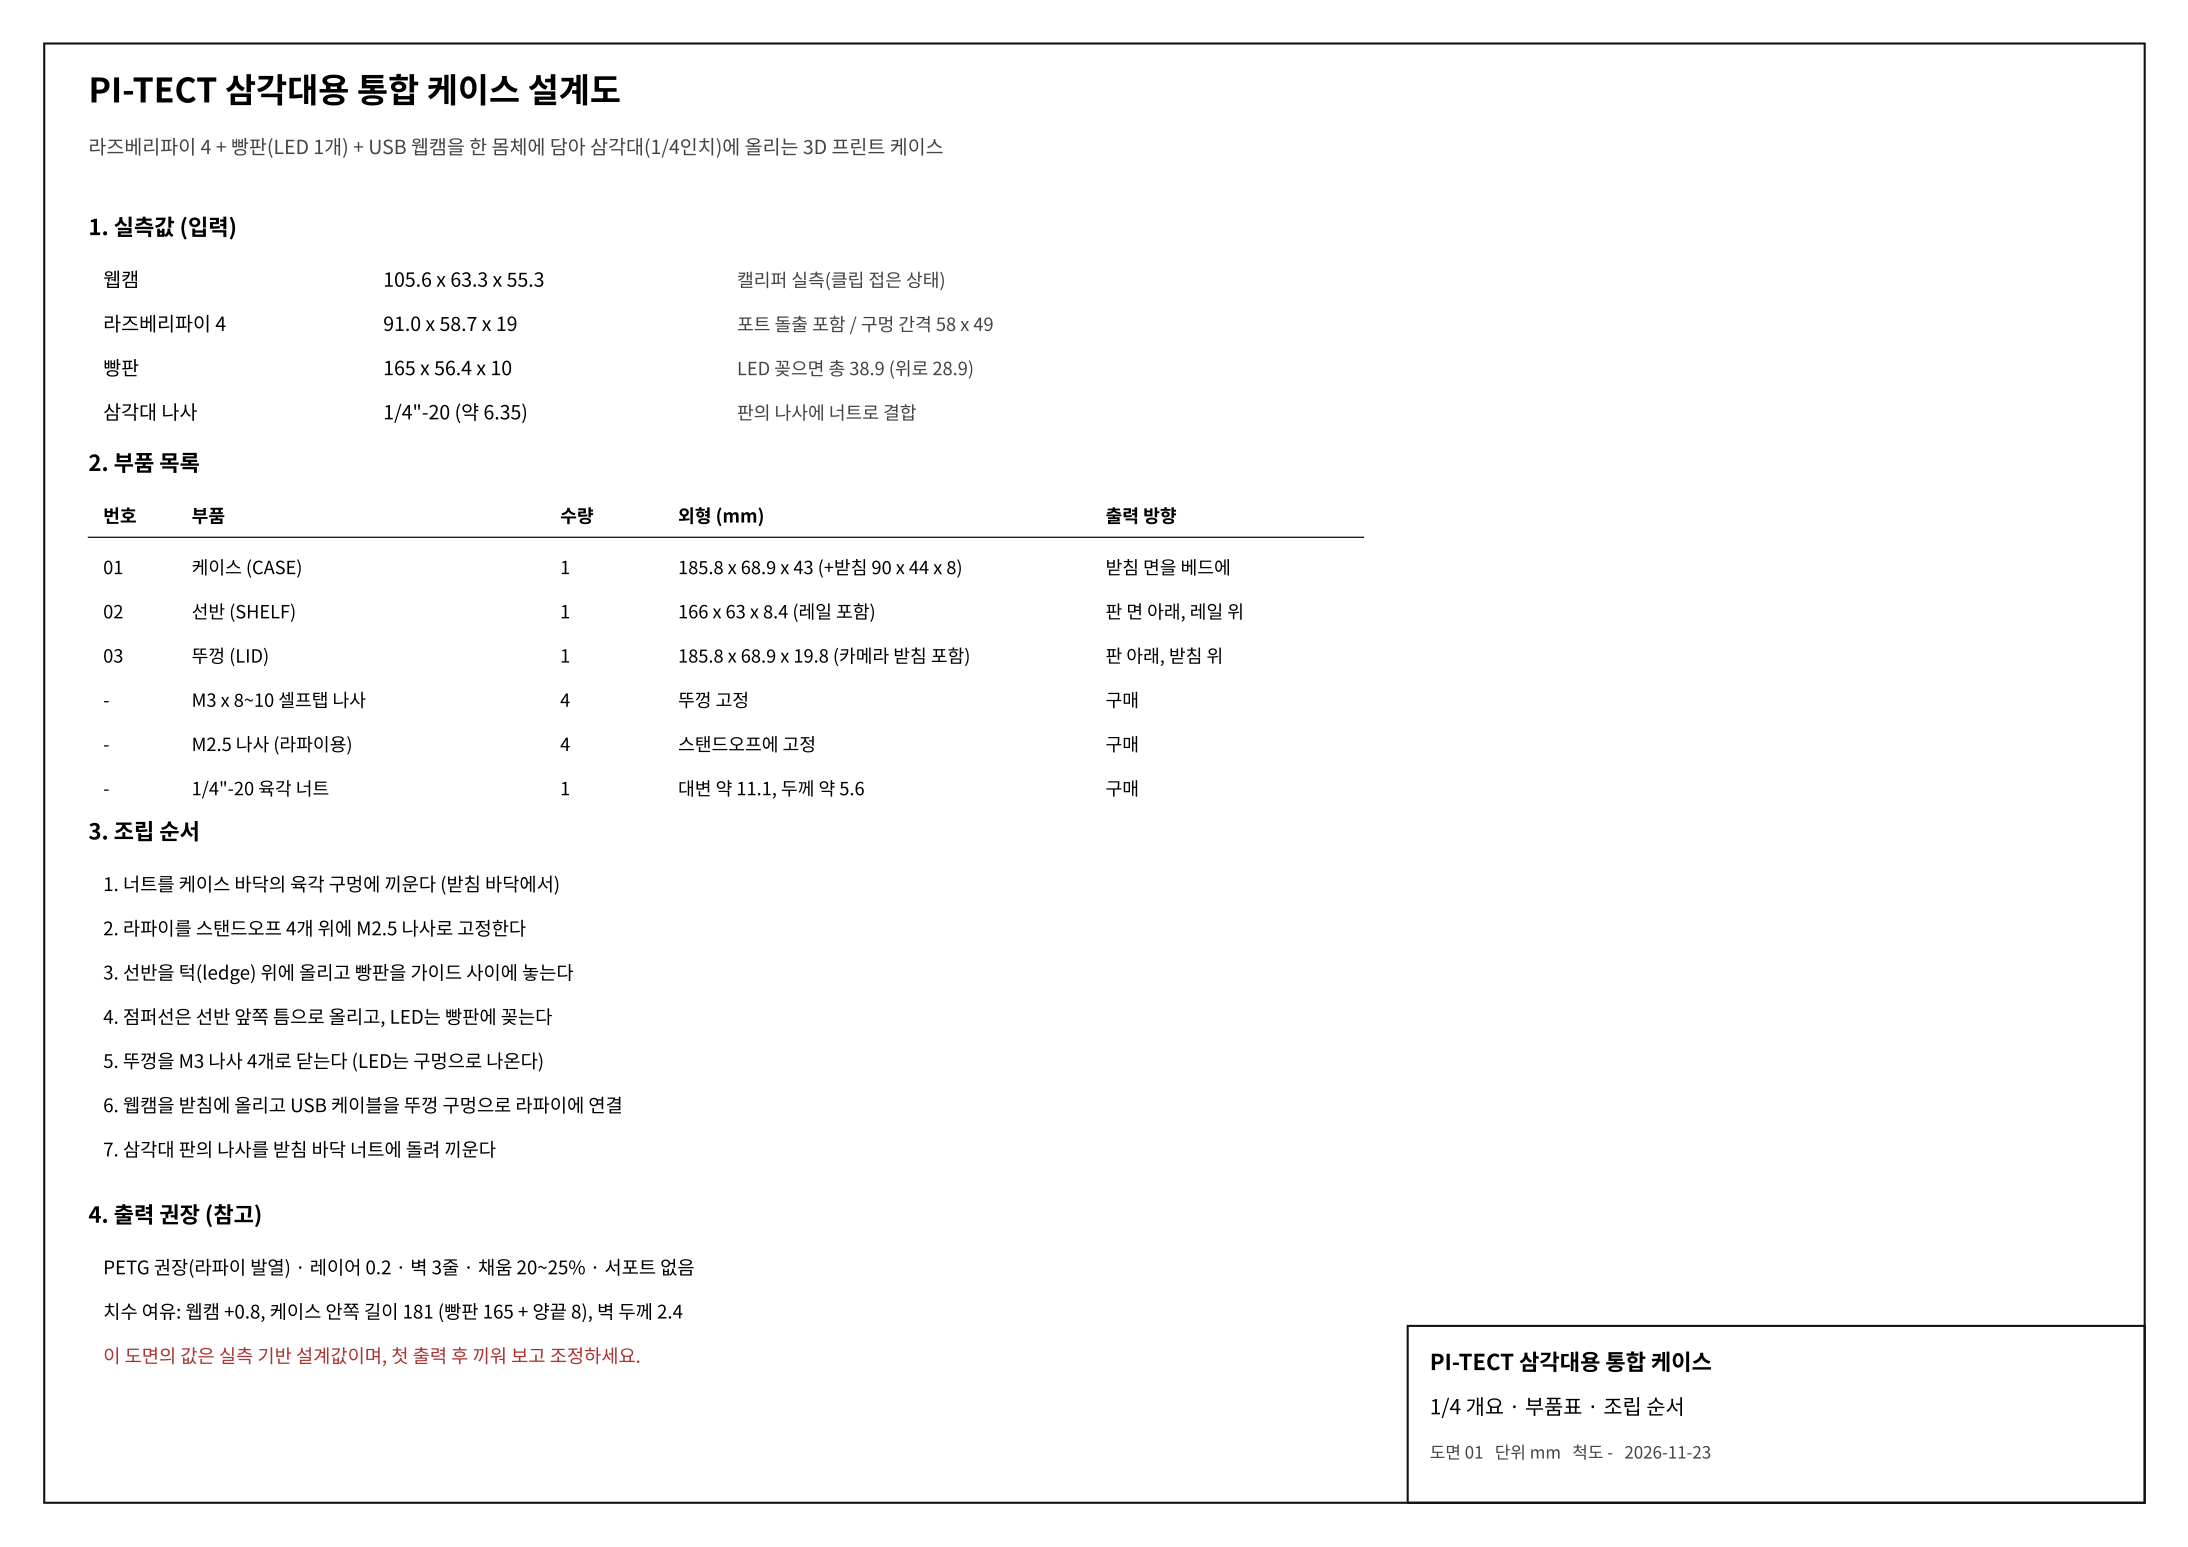 PI-TECT 삼각대용 통합 케이스 설계도
라즈베리파이 4 + 빵판(LED 1개) + USB 웹캠을 한 몸체에 담아 삼각대(1/4인치)에 올리는 3D 프린트 케이스
1. 실측값 (입력)
웹캠 105.6 x 63.3 x 55.3 캘리퍼 실측(클립 접은 상태)
라즈베리파이 4 91.0 x 58.7 x 19 포트 돌출 포함 / 구멍 간격 58 x 49
빵판 165 x 56.4 x 10 LED 꽂으면 총 38.9 (위로 28.9)
삼각대 나사 1/4"-20 (약 6.35) 판의 나사에 너트로 결합
2. 부품 목록
번호 부품 수량 외형 (mm) 출력 방향
01 케이스 (CASE) 1 185.8 x 68.9 x 43 (+받침 90 x 44 x 8) 받침 면을 베드에
02 선반 (SHELF) 1 166 x 63 x 8.4 (레일 포함) 판 면 아래, 레일 위
03 뚜껑 (LID) 1 185.8 x 68.9 x 19.8 (카메라 받침 포함) 판 아래, 받침 위
- M3 x 8~10 셀프탭 나사 4 뚜껑 고정 구매
- M2.5 나사 (라파이용) 4 스탠드오프에 고정 구매
- 1/4"-20 육각 너트 1 대변 약 11.1, 두께 약 5.6 구매
3. 조립 순서
1. 너트를 케이스 바닥의 육각 구멍에 끼운다 (받침 바닥에서)
2. 라파이를 스탠드오프 4개 위에 M2.5 나사로 고정한다
3. 선반을 턱(ledge) 위에 올리고 빵판을 가이드 사이에 놓는다
4. 점퍼선은 선반 앞쪽 틈으로 올리고, LED는 빵판에 꽂는다
5. 뚜껑을 M3 나사 4개로 닫는다 (LED는 구멍으로 나온다)
6. 웹캠을 받침에 올리고 USB 케이블을 뚜껑 구멍으로 라파이에 연결
7. 삼각대 판의 나사를 받침 바닥 너트에 돌려 끼운다
4. 출력 권장 (참고)
PETG 권장(라파이 발열) · 레이어 0.2 · 벽 3줄 · 채움 20~25% · 서포트 없음
치수 여유: 웹캠 +0.8, 케이스 안쪽 길이 181 (빵판 165 + 양끝 8), 벽 두께 2.4
이 도면의 값은 실측 기반 설계값이며, 첫 출력 후 끼워 보고 조정하세요.
PI-TECT 삼각대용 통합 케이스
1/4 개요 · 부품표 · 조립 순서
도면 01 단위 mm 척도 - 2026-11-23